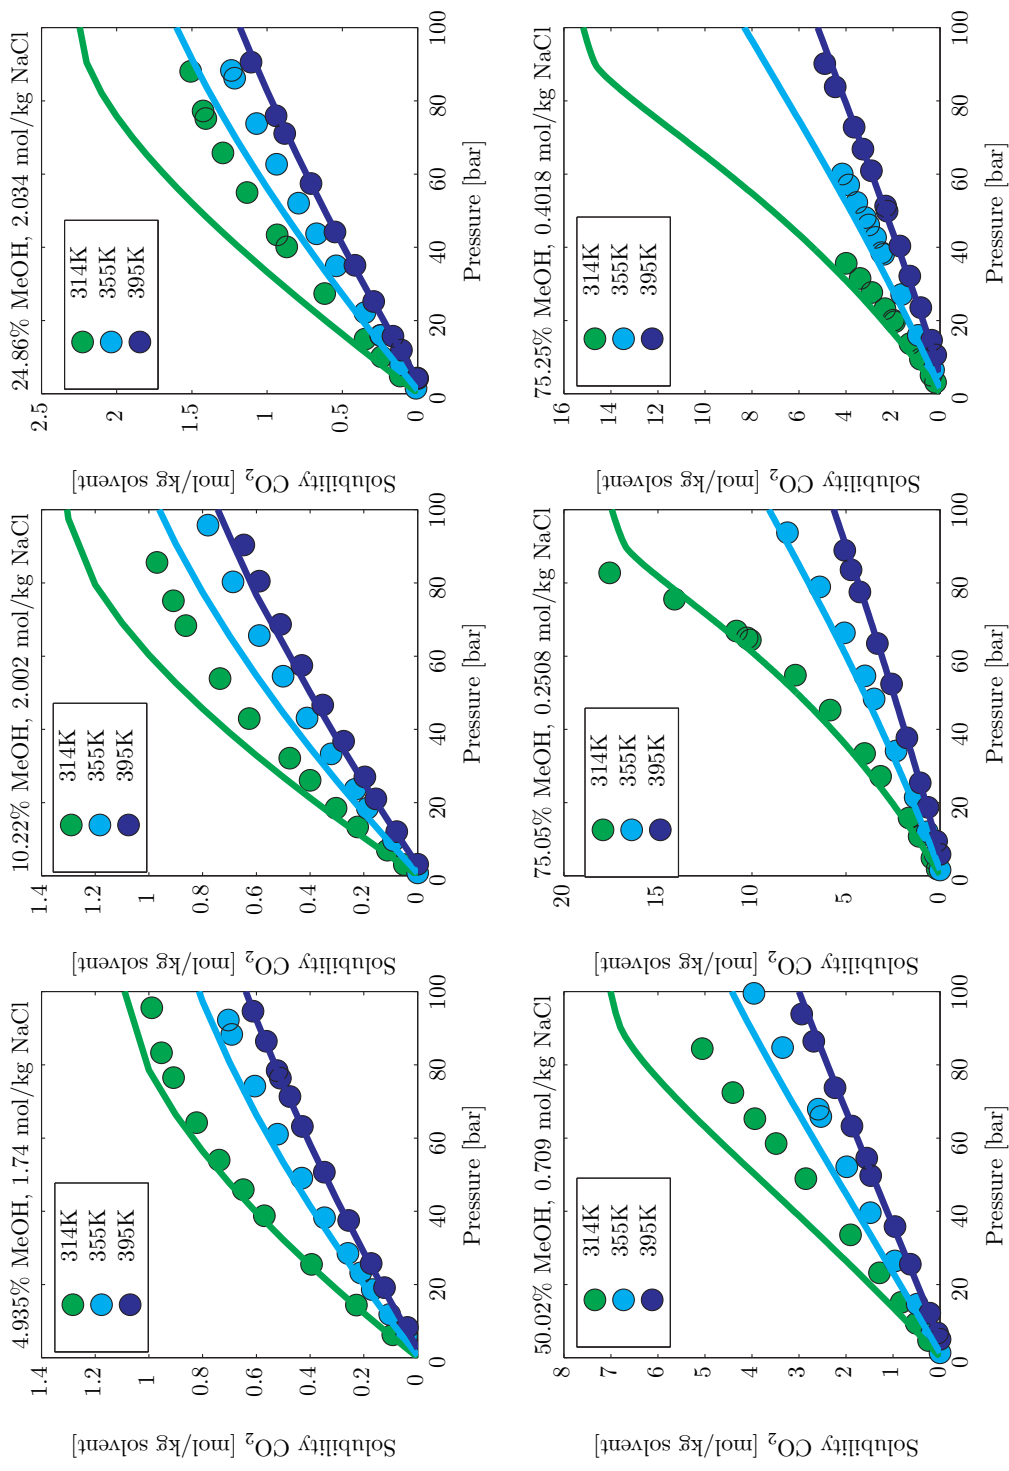 4.935% MeOH, 1.74 mol/kg NaCl
1.4
1.2
1
0.8
0.6
0.4
0.2
0
Solubility CO2 [mol/kg solvent]
314K
355K
395K
0 20 40 60 80 100
Pressure [bar]
10.22% MeOH, 2.002 mol/kg NaCl
1.4
1.2
1
0.8
0.6
0.4
0.2
0
Solubility CO2 [mol/kg solvent]
314K
355K
395K
0 20 40 60 80 100
Pressure [bar]
24.86% MeOH, 2.034 mol/kg NaCl
2.5
2
1.5
1
0.5
0
Solubility CO2 [mol/kg solvent]
314K
355K
395K
0 20 40 60 80 100
Pressure [bar]
50.02% MeOH, 0.709 mol/kg NaCl
8
7
6
5
4
3
2
1
0
Solubility CO2 [mol/kg solvent]
314K
355K
395K
0 20 40 60 80 100
Pressure [bar]
75.05% MeOH, 0.2508 mol/kg NaCl
20
15
10
5
0
Solubility CO2 [mol/kg solvent]
314K
355K
395K
0 20 40 60 80 100
Pressure [bar]
75.25% MeOH, 0.4018 mol/kg NaCl
16
14
12
10
8
6
4
2
0
Solubility CO2 [mol/kg solvent]
314K
355K
395K
0 20 40 60 80 100
Pressure [bar]